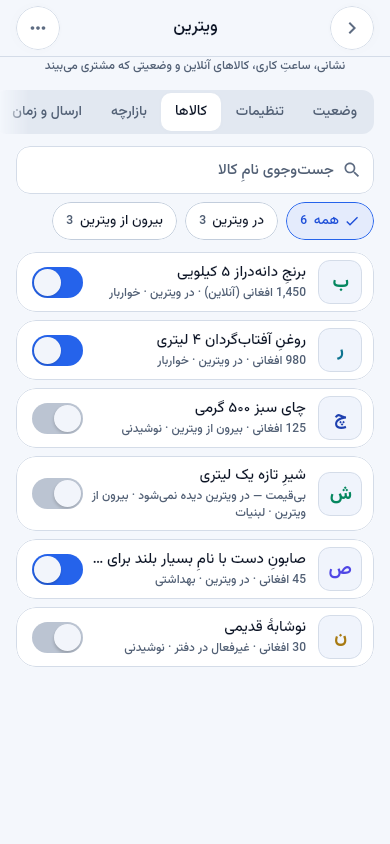 ویترین
نشانی، ساعتِ کاری، کالاهای آنلاین و وضعیتی که مشتری می‌بیند
وضعیت
تنظیمات
کالاها
بازارچه
ارسال و زمان
جست‌وجوی نامِ کالا
همه 6
در ویترین 3
بیرون از ویترین 3
ب
برنجِ دانه‌دراز ۵ کیلویی
1,450 افغانی (آنلاین) · در ویترین · خواربار
ر
روغنِ آفتاب‌گردان ۴ لیتری
980 افغانی · در ویترین · خواربار
چ
چای سبز ۵۰۰ گرمی
125 افغانی · بیرون از ویترین · نوشیدنی
ش
شیرِ تازه یک لیتری
بی‌قیمت — در ویترین دیده نمی‌شود · بیرون از
ویترین · لبنیات
ص
صابونِ دست با نامِ بسیار بلند برای ...
45 افغانی · در ویترین · بهداشتی
ن
نوشابهٔ قدیمی
30 افغانی · غیرفعال در دفتر · نوشیدنی